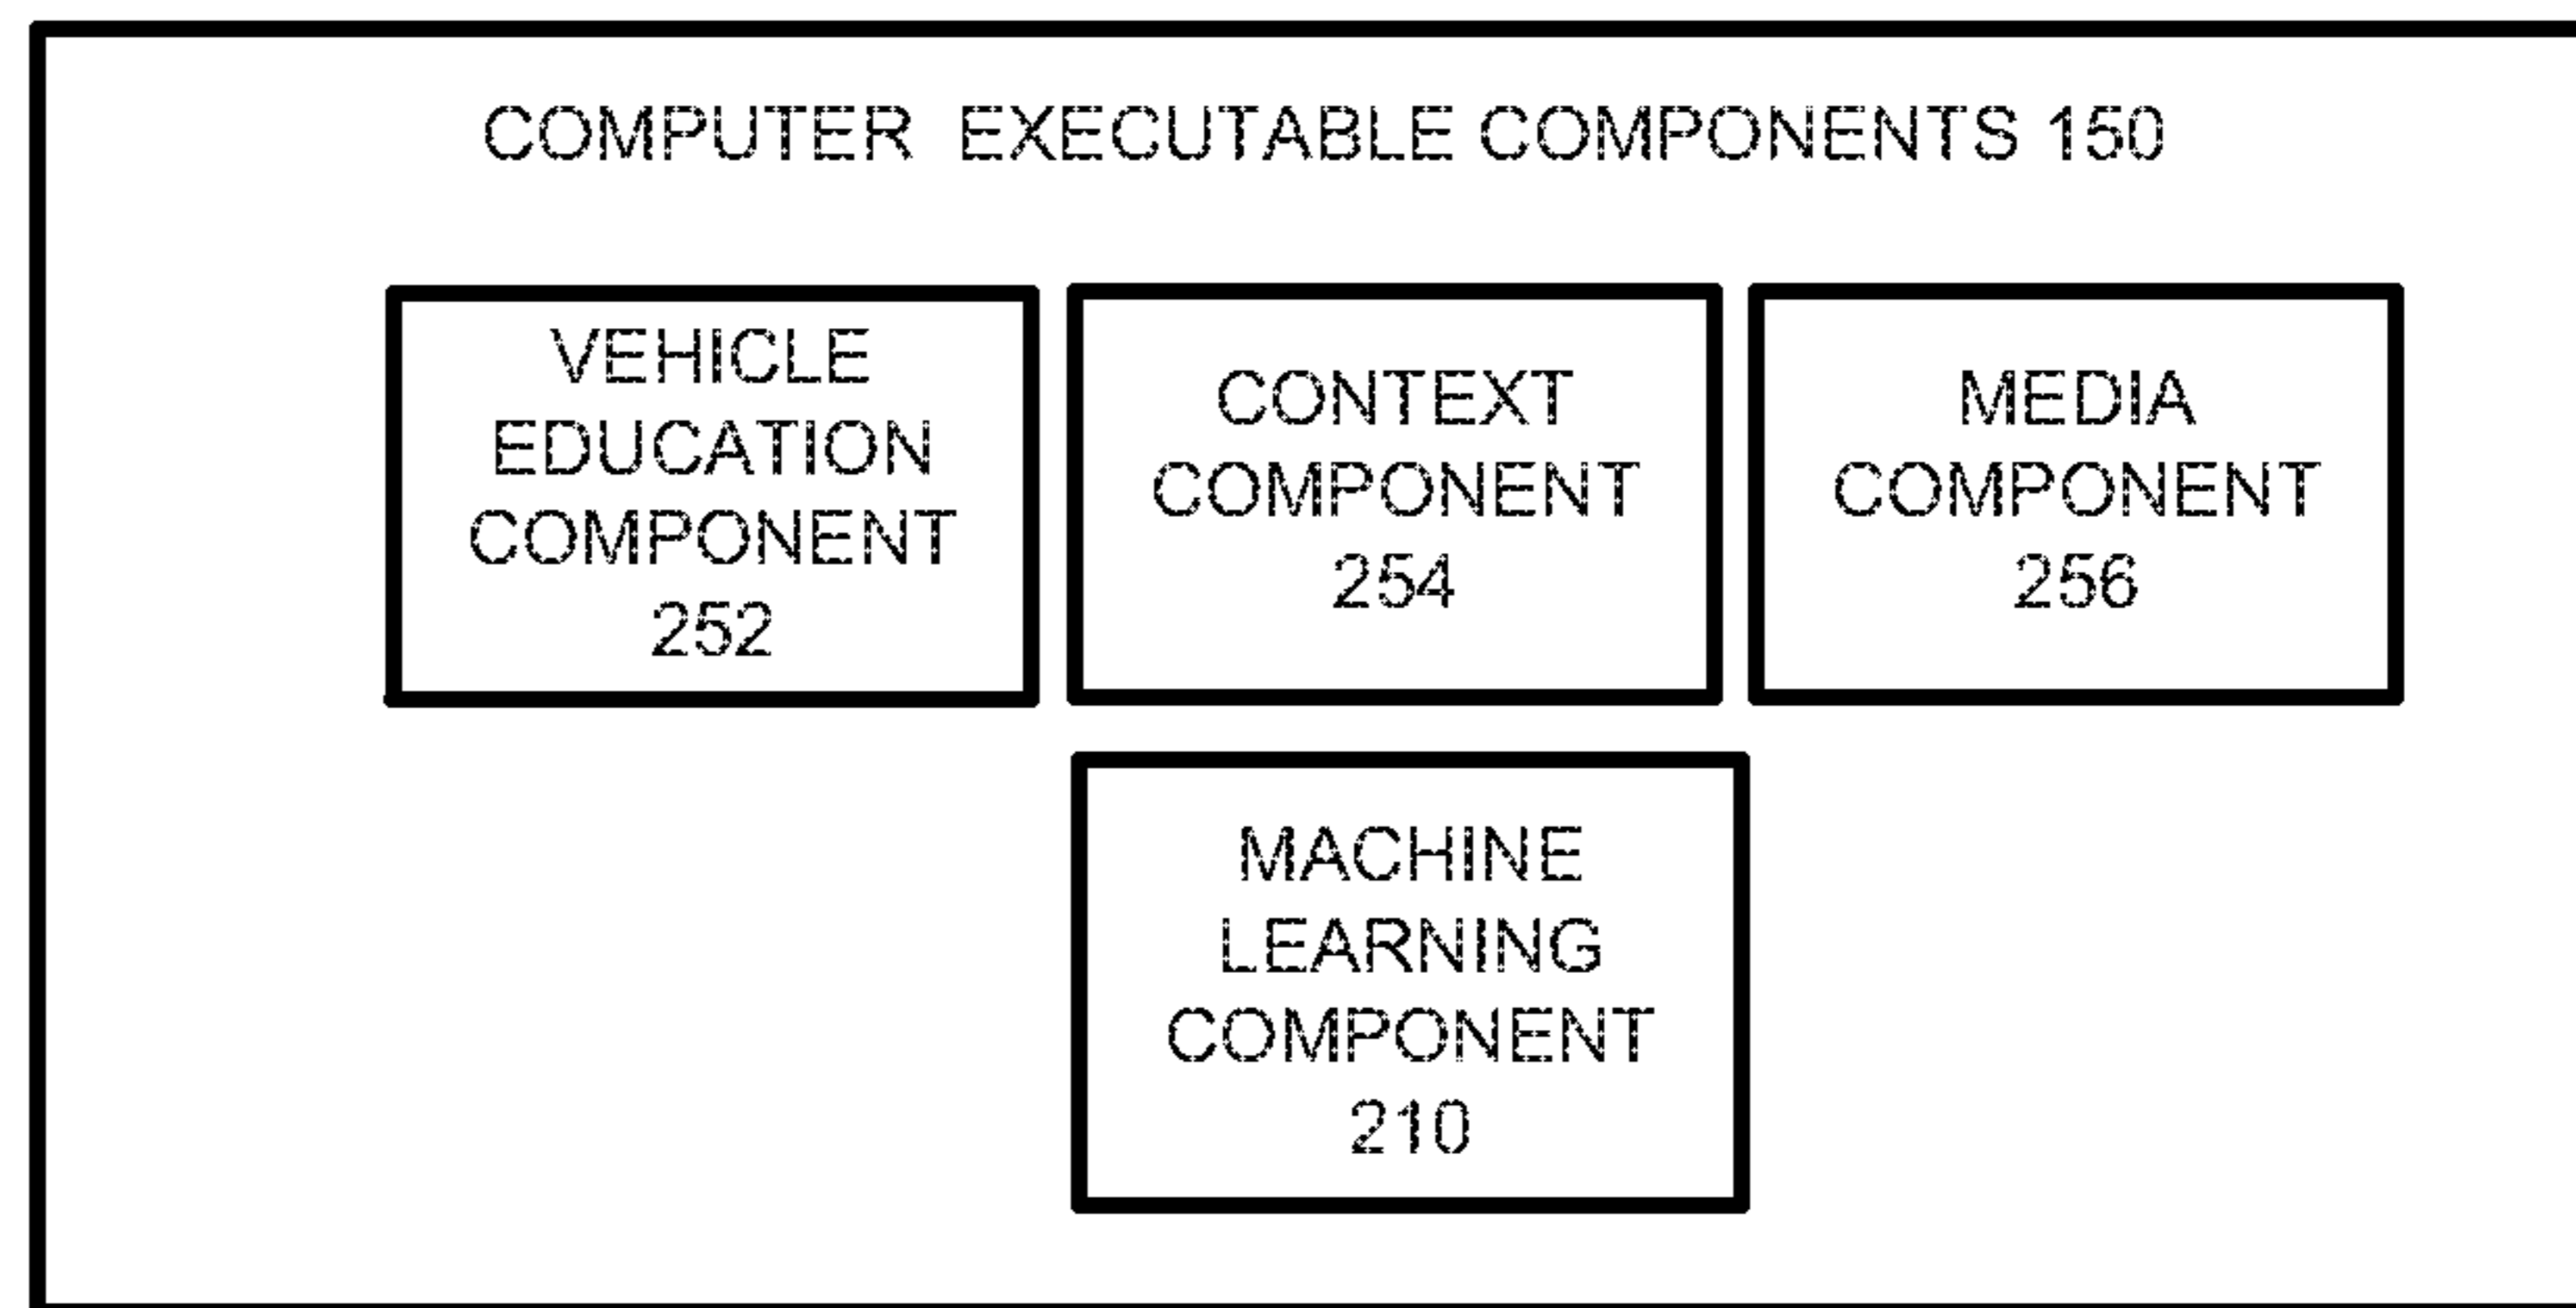 COMPUTER EXECUTABLE COMPONENTS 150
VEHICLE
EDUCATION
COMPONENT
252
CONTEXT
COMPONENT
254
MEDIA
COMPONENT
256
MACHINE
LEARNING
COMPONENT
210